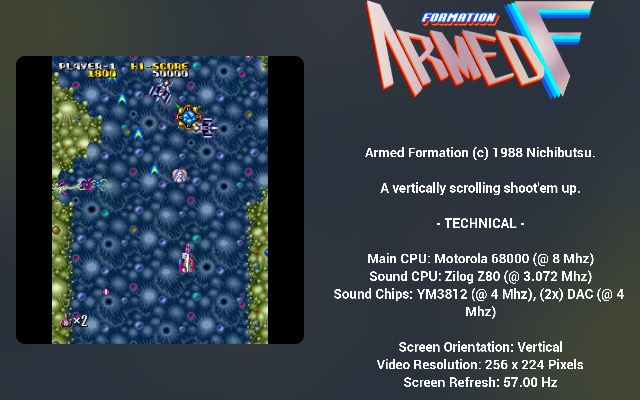 FORMATION
ARMED F
PLAYER-1 HI-SCORE
1800 50000
×2
Armed Formation (c) 1988 Nichibutsu.
A vertically scrolling shoot'em up.
- TECHNICAL -
Main CPU: Motorola 68000 (@ 8 Mhz)
Sound CPU: Zilog Z80 (@ 3.072 Mhz)
Sound Chips: YM3812 (@ 4 Mhz), (2x) DAC (@ 4
Mhz)
Screen Orientation: Vertical
Video Resolution: 256 x 224 Pixels
Screen Refresh: 57.00 Hz